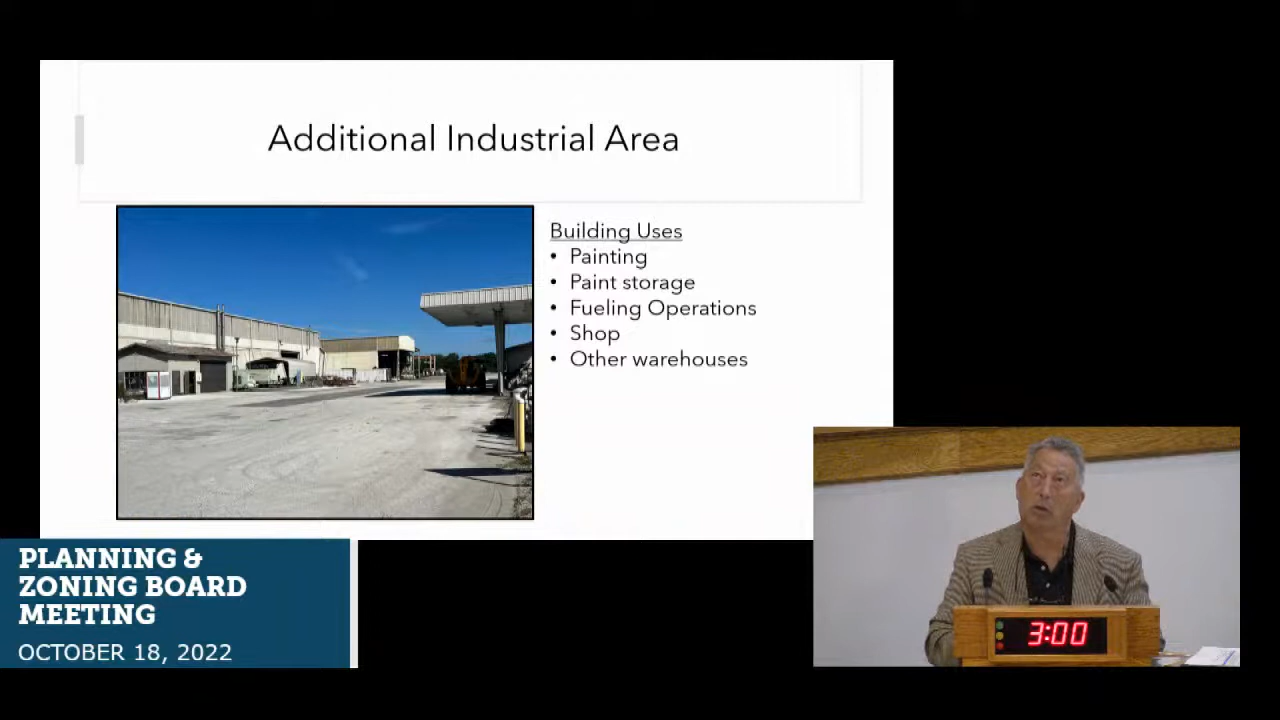 Additional Industrial Area
Building Uses
• Painting
• Paint storage
• Fueling Operations
• Shop
• Other warehouses
PLANNING &
ZONING BOARD
MEETING
OCTOBER 18, 2022
3:00